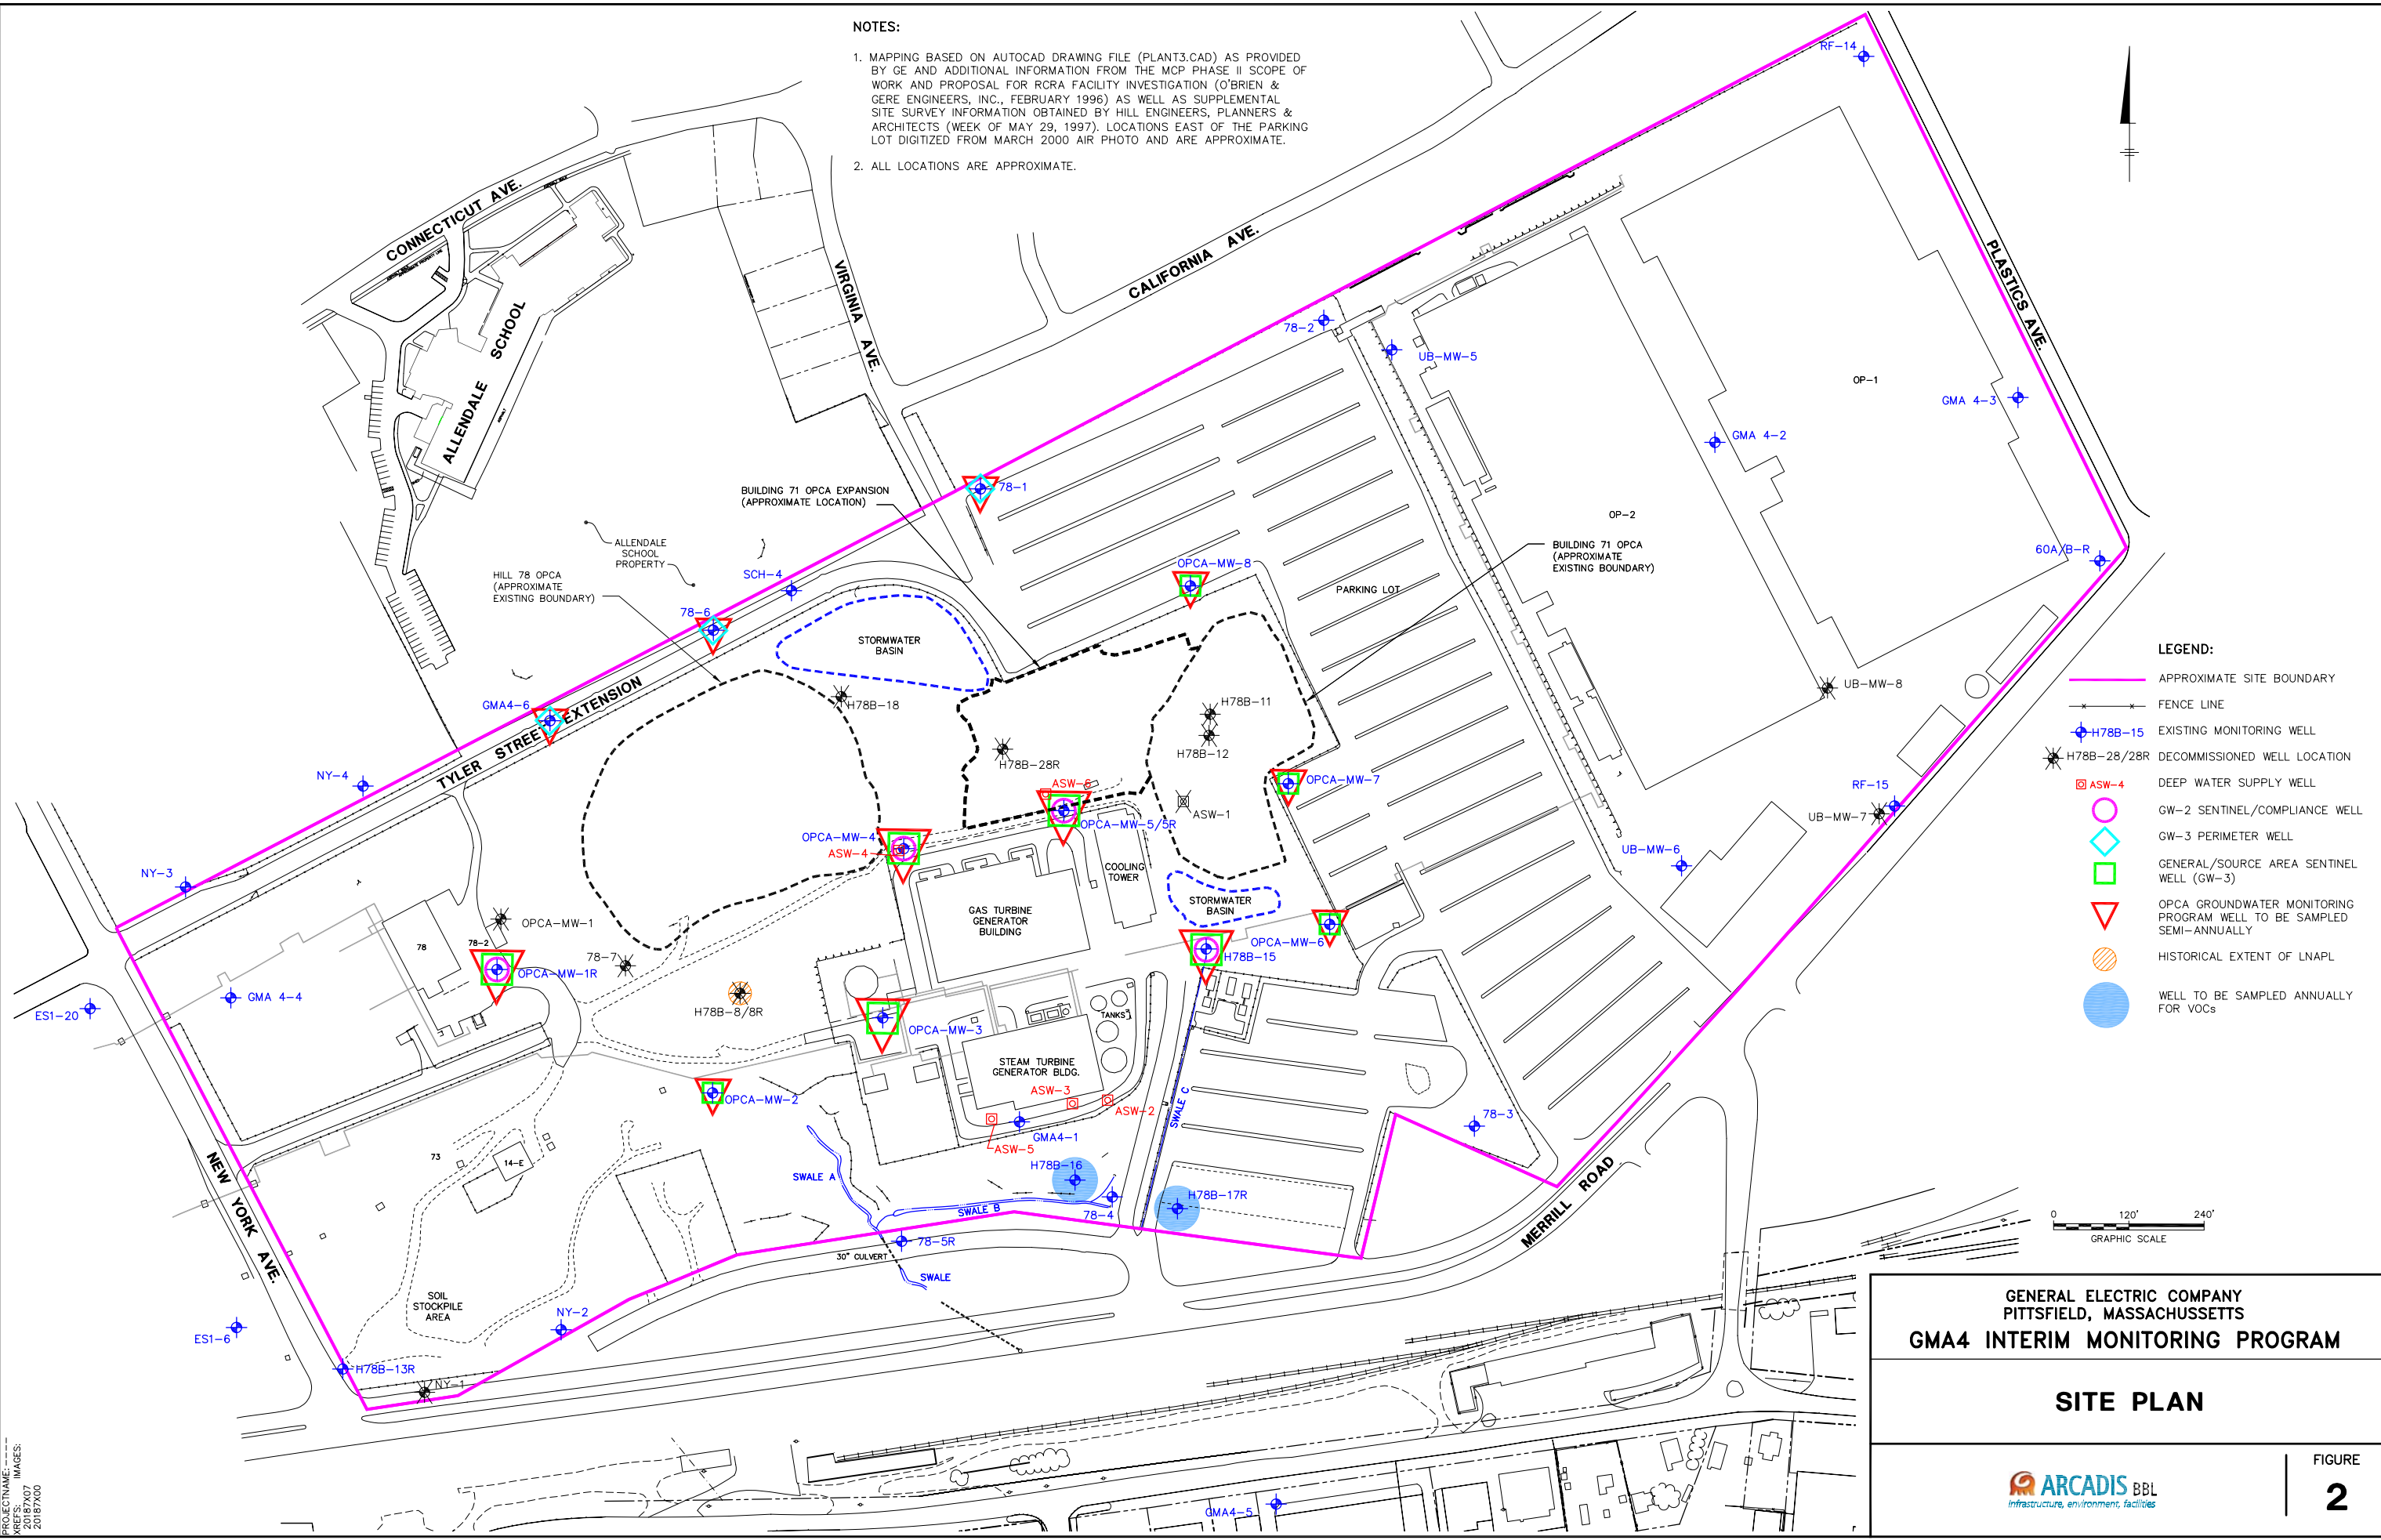 NOTES:
1. MAPPING BASED ON AUTOCAD DRAWING FILE (PLANT3.CAD) AS PROVIDED
BY GE AND ADDITIONAL INFORMATION FROM THE MCP PHASE II SCOPE OF
WORK AND PROPOSAL FOR RCRA FACILITY INVESTIGATION (O'BRIEN &
GERE ENGINEERS, INC., FEBRUARY 1996) AS WELL AS SUPPLEMENTAL
SITE SURVEY INFORMATION OBTAINED BY HILL ENGINEERS, PLANNERS &
ARCHITECTS (WEEK OF MAY 29, 1997). LOCATIONS EAST OF THE PARKING
LOT DIGITIZED FROM MARCH 2000 AIR PHOTO AND ARE APPROXIMATE.
2. ALL LOCATIONS ARE APPROXIMATE.
RF-14
CONNECTICUT AVE.
ALLENDALE SCHOOL
VIRGINIA AVE.
CALIFORNIA AVE.
PLASTICS AVE.
78-2
UB-MW-5
OP-1
GMA 4-3
GMA 4-2
BUILDING 71 OPCA EXPANSION
(APPROXIMATE LOCATION)
78-1
OP-2
ALLENDALE
SCHOOL
PROPERTY
BUILDING 71 OPCA
(APPROXIMATE
EXISTING BOUNDARY)
60A/B-R
HILL 78 OPCA
(APPROXIMATE
EXISTING BOUNDARY)
SCH-4
OPCA-MW-8
PARKING LOT
78-6
STORMWATER
BASIN
GMA4-6
TYLER STREE EXTENSION
H78B-18
H78B-11
H78B-12
H78B-28R
UB-MW-8
NY-4
ASW-6
OPCA-MW-7
OPCA-MW-5/5R
ASW-1
RF-15
UB-MW-7
OPCA-MW-4
ASW-4
UB-MW-6
COOLING
TOWER
NY-3
STORMWATER
BASIN
GAS TURBINE
GENERATOR
BUILDING
OPCA-MW-1
78
78-2
OPCA-MW-6
78-7
H78B-15
OPCA-MW-1R
GMA 4-4
ES1-20
H78B-8/8R
OPCA-MW-3
TANKS
STEAM TURBINE
GENERATOR BLDG.
ASW-3
ASW-2
OPCA-MW-2
SWALE C
78-3
GMA4-1
ASW-5
73
14-E
H78B-16
SWALE A
H78B-17R
SWALE B
78-4
NEW YORK AVE.
MERRILL ROAD
78-5R
30" CULVERT
SWALE
SOIL
STOCKPILE
AREA
NY-2
ES1-6
H78B-13R
NY-1
GMA4-5
LEGEND:
APPROXIMATE SITE BOUNDARY
FENCE LINE
H78B-15 EXISTING MONITORING WELL
H78B-28/28R DECOMMISSIONED WELL LOCATION
ASW-4 DEEP WATER SUPPLY WELL
GW-2 SENTINEL/COMPLIANCE WELL
GW-3 PERIMETER WELL
GENERAL/SOURCE AREA SENTINEL
WELL (GW-3)
OPCA GROUNDWATER MONITORING
PROGRAM WELL TO BE SAMPLED
SEMI-ANNUALLY
HISTORICAL EXTENT OF LNAPL
WELL TO BE SAMPLED ANNUALLY
FOR VOCs
0 120' 240'
GRAPHIC SCALE
GENERAL ELECTRIC COMPANY
PITTSFIELD, MASSACHUSSETTS
GMA4 INTERIM MONITORING PROGRAM
SITE PLAN
ARCADIS BBL
Infrastructure, environment, facilities
FIGURE
2
PROJECTNAME: ----
XREFS: IMAGES:
20187X07
20187X00